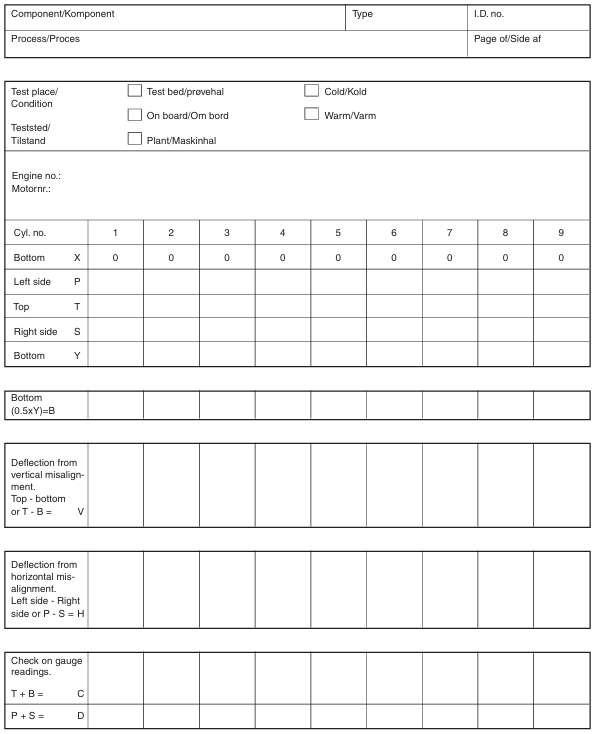 Component/Komponent Type I.D. no.
Process/Proces Page of/Side af
Test place/ Test bed/prøvehal Cold/Kold
Condition
On board/Om bord Warm/Varm
Teststed/
Tilstand Plant/Maskinhal
Engine no.:
Motornr.:
Cyl. no. 1 2 3 4 5 6 7 8 9
Bottom X 0 0 0 0 0 0 0 0 0
Left side P
Top T
Right side S
Bottom Y
Bottom
(0.5xY)=B
Deflection from
vertical misalign-
ment.
Top - bottom
or T - B = V
Deflection from
horizontal mis-
alignment.
Left side - Right
side or P - S = H
Check on gauge
readings.
T + B = C
P + S = D